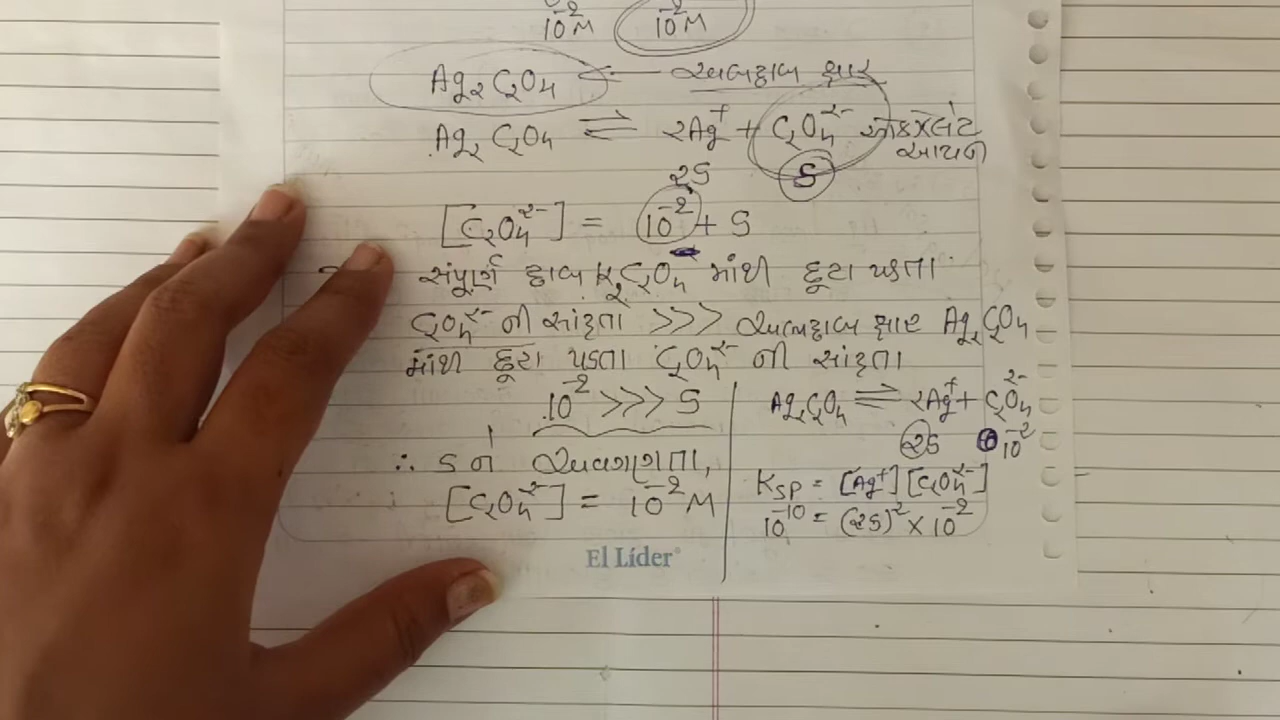 10⁻²M 10⁻²M
Ag₂C₂O₄ ← અલ્પદ્રાવ્ય ક્ષાર
Ag₂C₂O₄ ⇌ 2Ag⁺ + C₂O₄²⁻ ઓક્ઝલેટ આયન
2S S
[C₂O₄²⁻] = 10⁻² + S
સંપૂર્ણ દ્રાવ્ય K₂C₂O₄ માંથી છૂટા પડતા
C₂O₄²⁻ ની સાંદ્રતા >>> અલ્પદ્રાવ્ય ક્ષાર Ag₂C₂O₄
માંથી છૂટા પડતા C₂O₄²⁻ ની સાંદ્રતા
10⁻² >>> S
∴ S ને અવગણતા,
[C₂O₄²⁻] = 10⁻² M
Ag₂C₂O₄ ⇌ 2Ag⁺ + C₂O₄²⁻
2S 10⁻²
Ksp = [Ag⁺] [C₂O₄²⁻]
10⁻¹⁰ = (2S)² × 10⁻²
El Líder